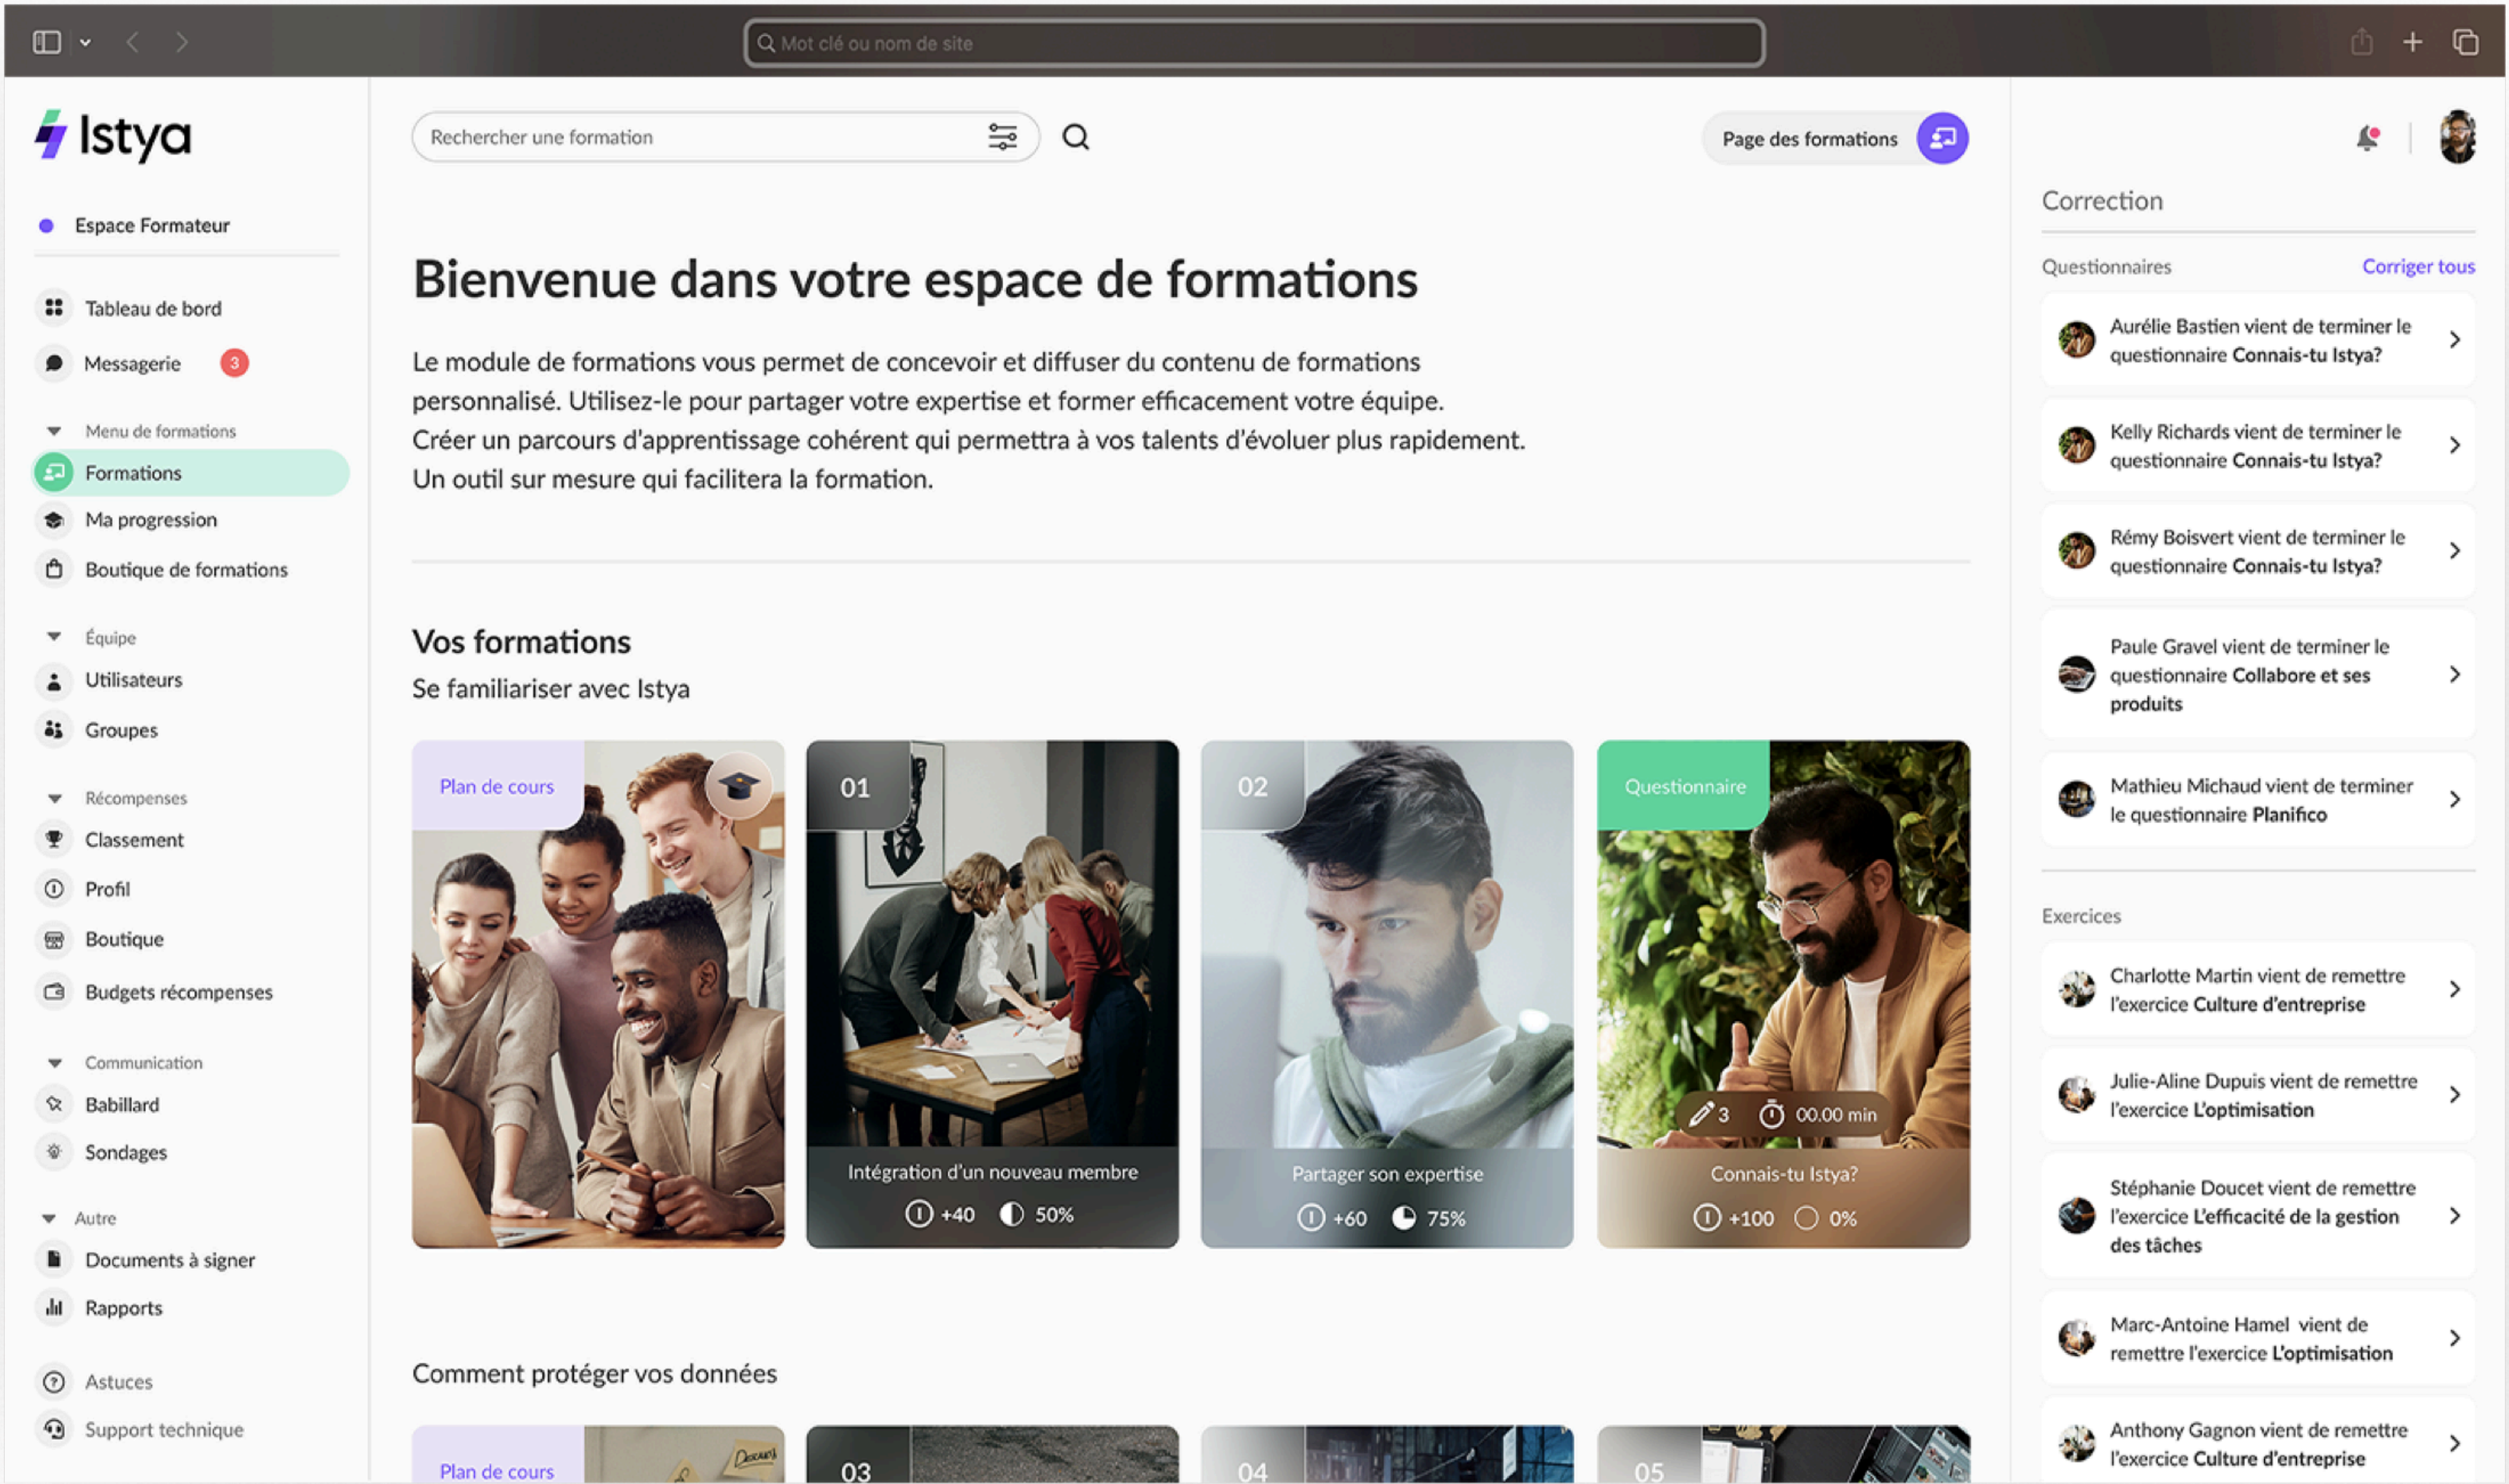 Mot clé ou nom de site
Istya
Espace Formateur
Tableau de bord
Messagerie 3
Menu de formations
Formations
Ma progression
Boutique de formations
Équipe
Utilisateurs
Groupes
Récompenses
Classement
Profil
Boutique
Budgets récompenses
Communication
Babillard
Sondages
Autre
Documents à signer
Rapports
Astuces
Support technique
Rechercher une formation
Page des formations
Bienvenue dans votre espace de formations
Le module de formations vous permet de concevoir et diffuser du contenu de formations
personnalisé. Utilisez-le pour partager votre expertise et former efficacement votre équipe.
Créer un parcours d'apprentissage cohérent qui permettra à vos talents d'évoluer plus rapidement.
Un outil sur mesure qui facilitera la formation.
Vos formations
Se familiariser avec Istya
Plan de cours
01
Intégration d'un nouveau membre
+40 50%
02
Partager son expertise
+60 75%
Questionnaire
3 00.00 min
Connais-tu Istya?
+100 0%
Comment protéger vos données
Plan de cours
03
04
05
Correction
Questionnaires Corriger tous
Aurélie Bastien vient de terminer le
questionnaire Connais-tu Istya?
Kelly Richards vient de terminer le
questionnaire Connais-tu Istya?
Rémy Boisvert vient de terminer le
questionnaire Connais-tu Istya?
Paule Gravel vient de terminer le
questionnaire Collabore et ses
produits
Mathieu Michaud vient de terminer
le questionnaire Planifico
Exercices
Charlotte Martin vient de remettre
l'exercice Culture d'entreprise
Julie-Aline Dupuis vient de remettre
l'exercice L'optimisation
Stéphanie Doucet vient de remettre
l'exercice L'efficacité de la gestion
des tâches
Marc-Antoine Hamel vient de
remettre l'exercice L'optimisation
Anthony Gagnon vient de remettre
l'exercice Culture d'entreprise